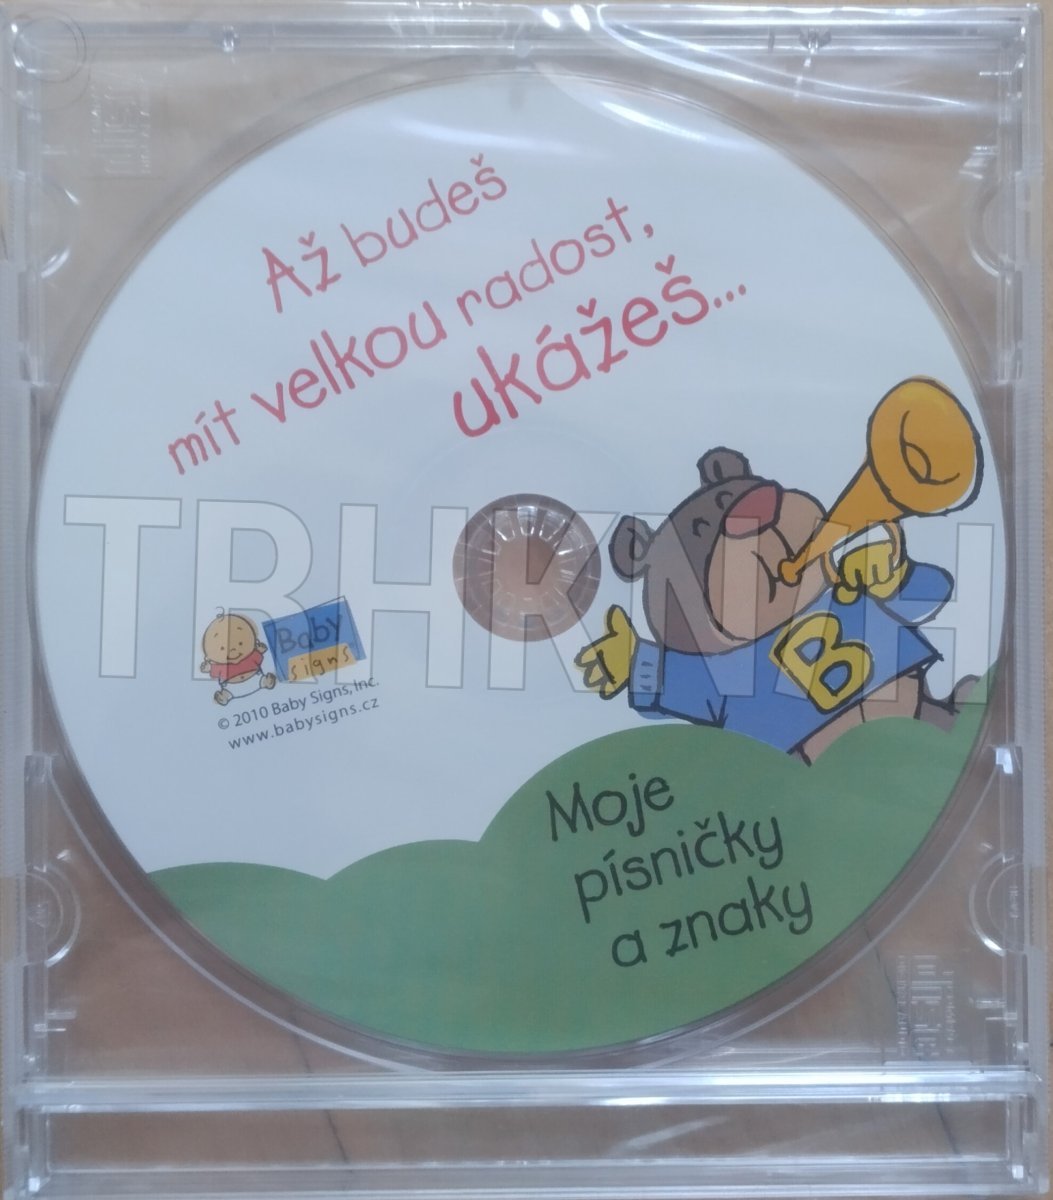 Až budeš
mít velkou radost,
ukážeš...
TRHKNIH
B
Baby
signs
© 2010 Baby Signs, Inc.
www.babysigns.cz
Moje
písničky
a znaky